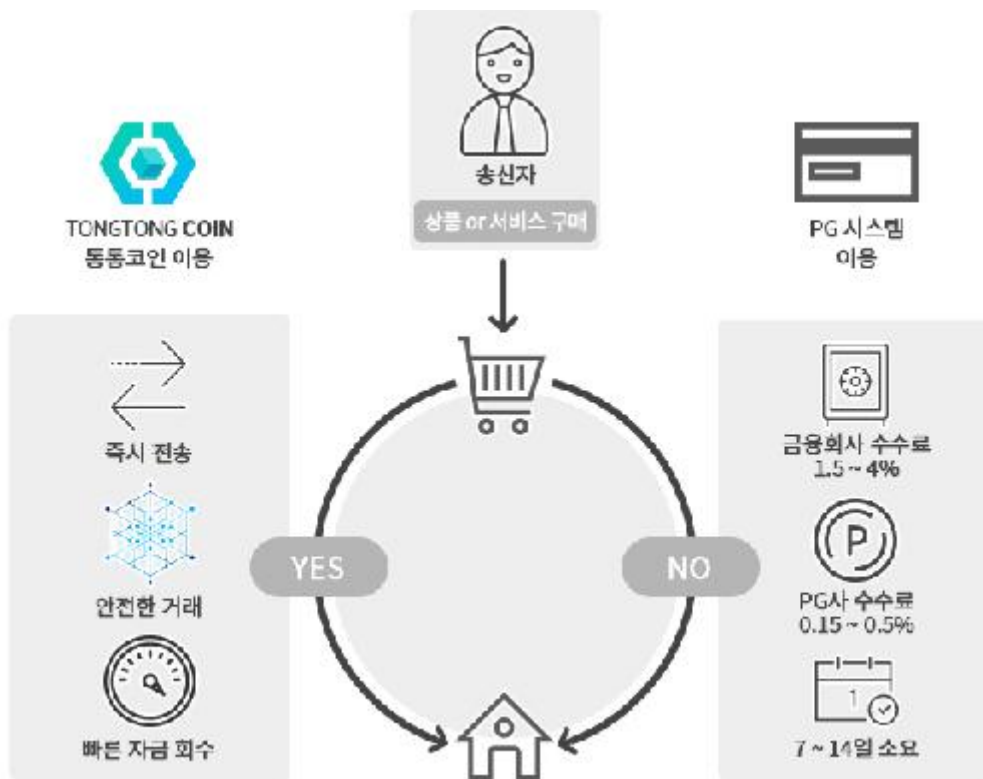 송신자
상품 or 서비스 구매
TONGTONG COIN
통통코인 이용
PG 시스템
이용
즉시 전송
안전한 거래
빠른 자금 회수
YES
NO
금융회사 수수료
1.5 ~ 4%
P
PG사 수수료
0.15 ~ 0.5%
1
7 ~ 14일 소요